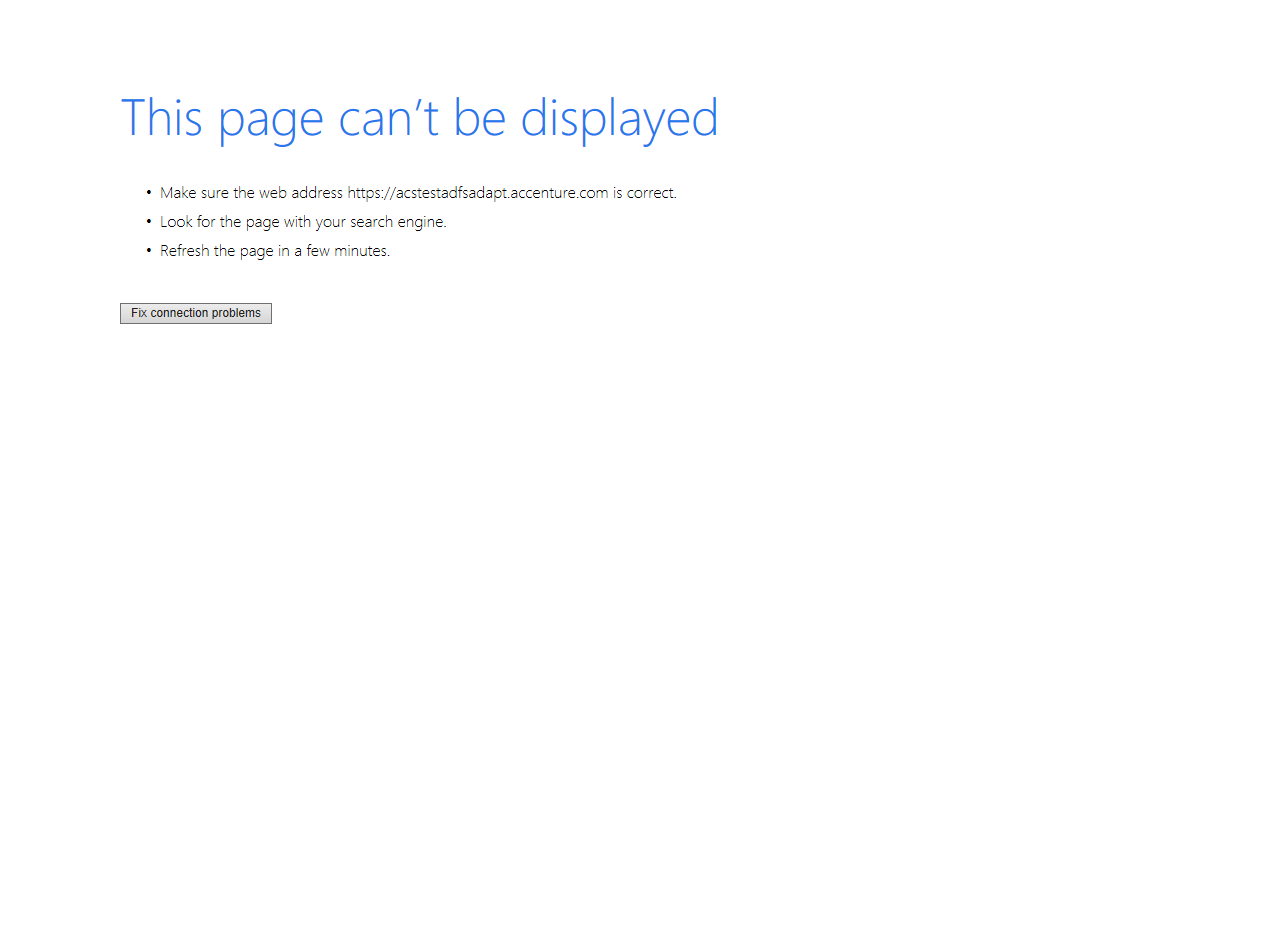 This page can’t be displayed
• Make sure the web address https://acstestadfsadapt.accenture.com is correct.
• Look for the page with your search engine.
• Refresh the page in a few minutes.
Fix connection problems